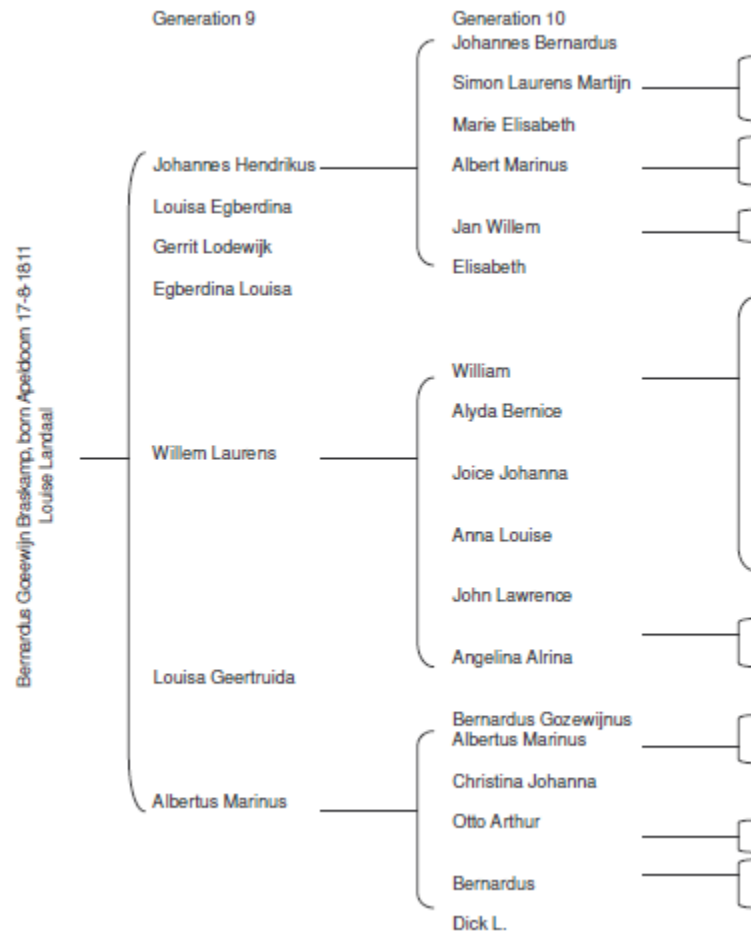 Generation 9
Generation 10
Bernardus Goeewijn Braskamp, born Apeldoorn 17-8-1811
Louise Landaal
Johannes Hendrikus
Louisa Egberdina
Gerrit Lodewijk
Egberdina Louisa
Willem Laurens
Louisa Geertruida
Albertus Marinus
Johannes Bernardus
Simon Laurens Martijn
Marie Elisabeth
Albert Marinus
Jan Willem
Elisabeth
William
Alyda Bernice
Joice Johanna
Anna Louise
John Lawrence
Angelina Alrina
Bernardus Gozewijnus
Albertus Marinus
Christina Johanna
Otto Arthur
Bernardus
Dick L.